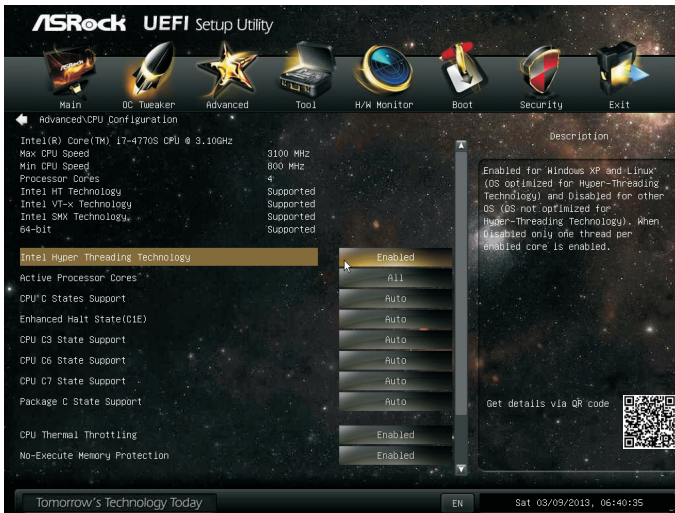 ASRock UEFI Setup Utility
ASRock
Main OC Tweaker Advanced Tool H/W Monitor Boot Security Exit
Advanced\CPU Configuration
Description
Intel(R) Core(TM) i7-4770S CPU @ 3.10GHz
Max CPU Speed 3100 MHz
Min CPU Speed 800 MHz
Processor Cores 4
Intel HT Technology Supported
Intel VT-x Technology Supported
Intel SMX Technology Supported
64-bit Supported
Enabled for Windows XP and Linux
(OS optimized for Hyper-Threading
Technology) and Disabled for other
OS (OS not optimized for
Hyper-Threading Technology). When
Disabled only one thread per
enabled core is enabled.
Intel Hyper Threading Technology Enabled
Active Processor Cores All
CPU C States Support Auto
Enhanced Halt State(C1E) Auto
CPU C3 State Support Auto
CPU C6 State Support Auto
CPU C7 State Support Auto
Package C State Support Auto
Get details via QR code
CPU Thermal Throttling Enabled
No-Execute Memory Protection Enabled
Tomorrow's Technology Today EN Sat 03/09/2013, 06:40:35